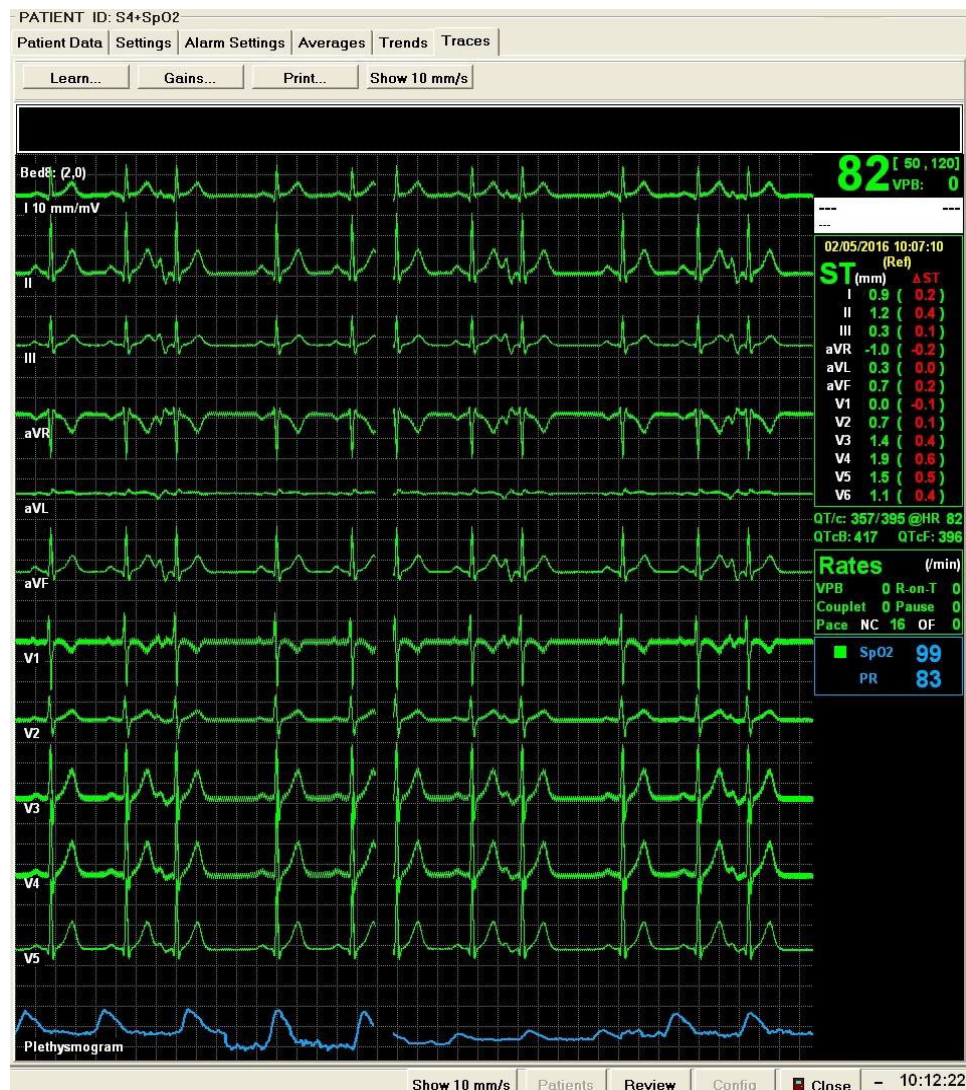 PATIENT ID: S4+SpO2
Patient Data Settings Alarm Settings Averages Trends Traces
Learn... Gains... Print... Show 10 mm/s
Bed8: (2,0)
I 10 mm/mV
II
III
aVR
aVL
aVF
V1
V2
V3
V4
V5
Plethysmogram
82 [ 50 , 120]
VPB: 0
--- ---
---
02/05/2016 10:07:10
(Ref)
ST (mm) Δ ST
I 0.9 ( 0.2 )
II 1.2 ( 0.4 )
III 0.3 ( 0.1 )
aVR -1.0 ( -0.2 )
aVL 0.3 ( 0.0 )
aVF 0.7 ( 0.2 )
V1 0.0 ( -0.1 )
V2 0.7 ( 0.1 )
V3 1.4 ( 0.4 )
V4 1.9 ( 0.6 )
V5 1.5 ( 0.5 )
V6 1.1 ( 0.4 )
QT/c: 357/395 @HR 82
QTcB: 417 QTcF: 396
Rates (/min)
VPB 0 R-on-T 0
Couplet 0 Pause 0
Pace NC 16 OF 0
SpO2 99
PR 83
Show 10 mm/s Patients Review Config Close - 10:12:22